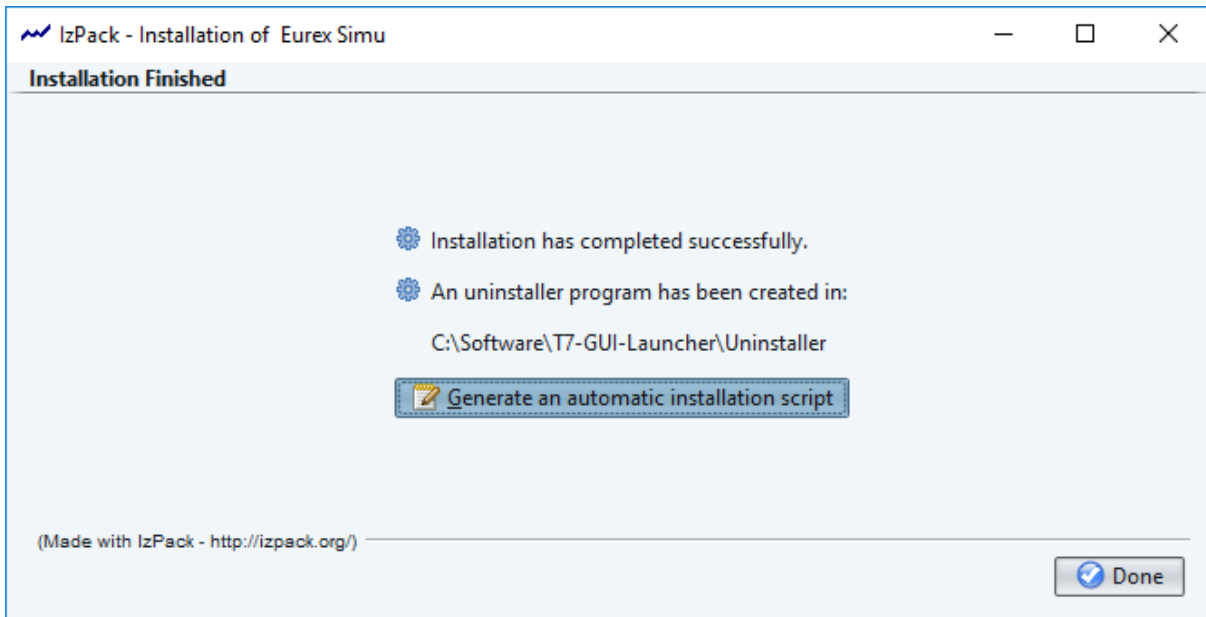 IzPack - Installation of  Eurex Simu
Installation Finished
Installation has completed successfully.
An uninstaller program has been created in:
C:\Software\T7-GUI-Launcher\Uninstaller
Generate an automatic installation script
(Made with IzPack - http://izpack.org/)
Done